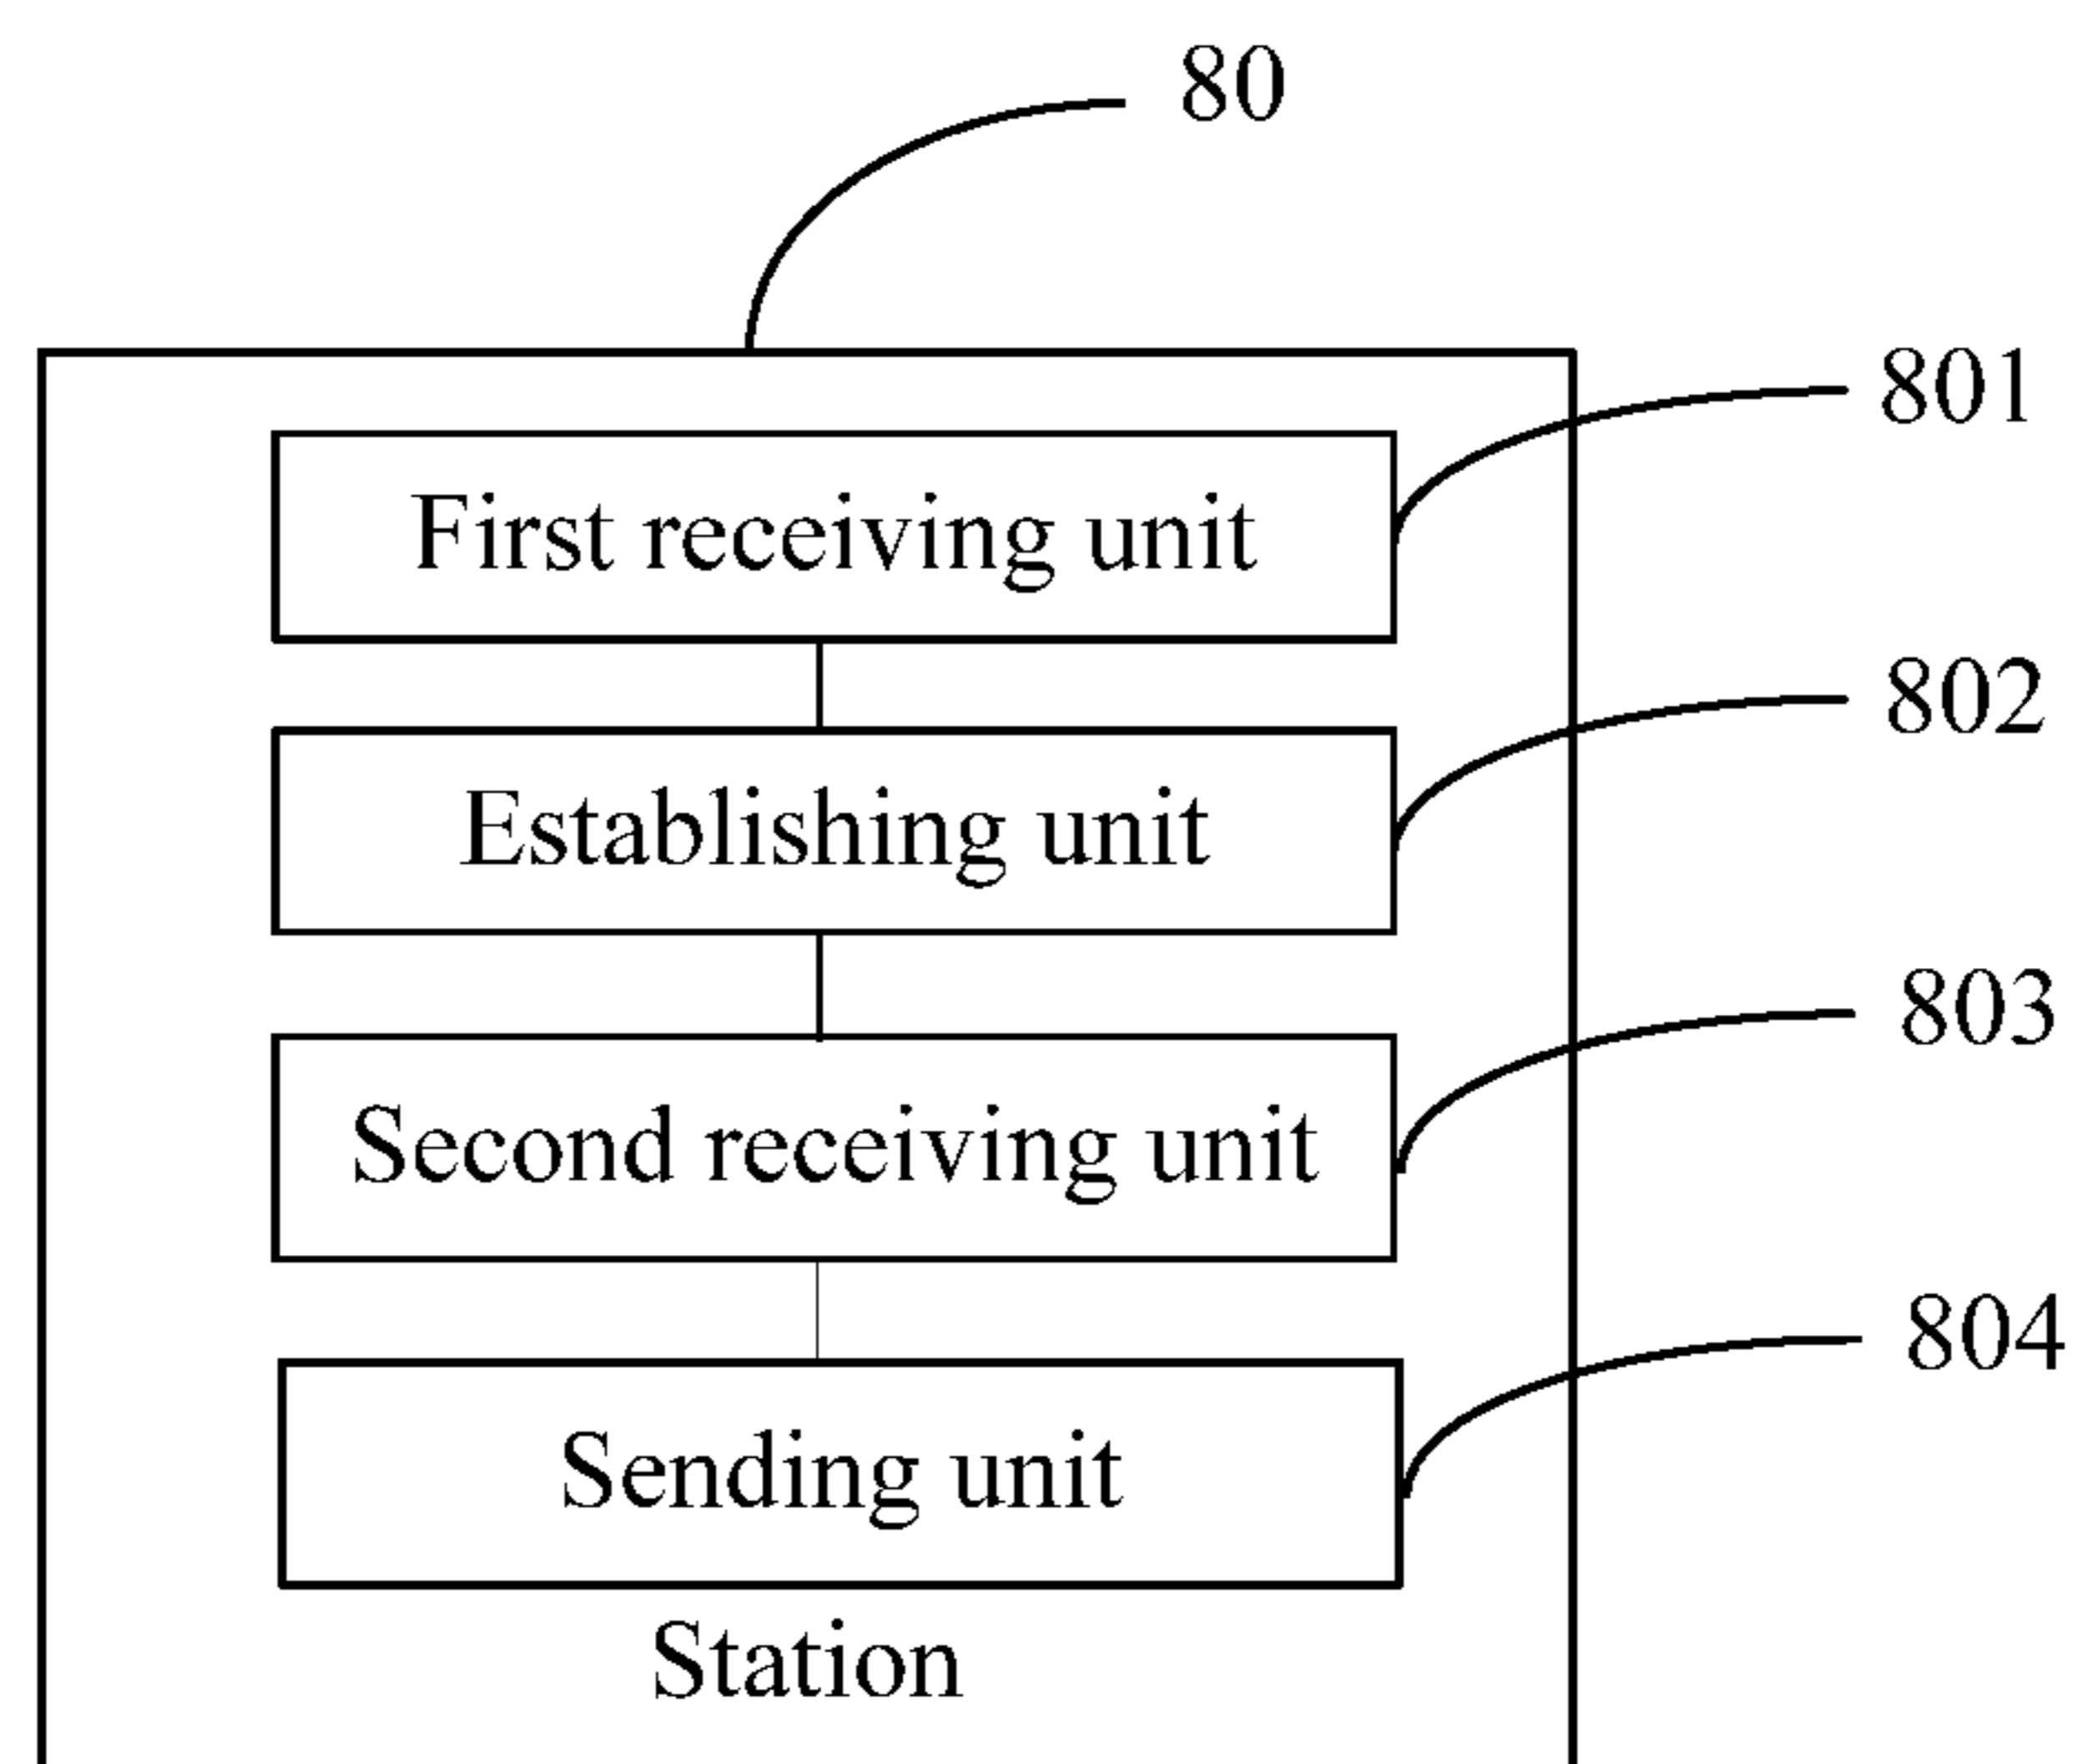 80
801
First receiving unit
802
Establishing unit
803
Second receiving unit
804
Sending unit
Station